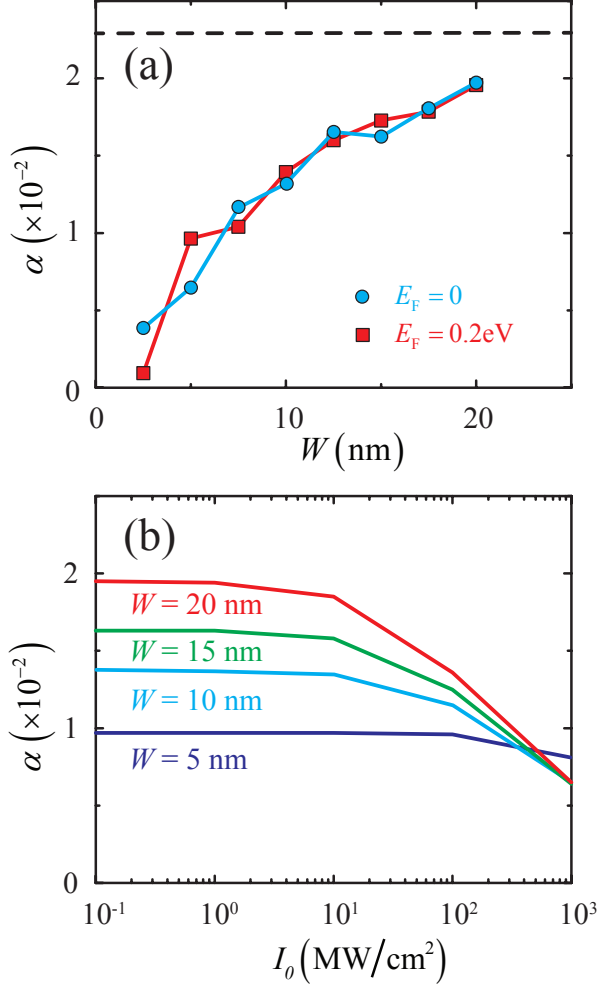 (a)
2
1
0
α (×10⁻²)
E_F = 0
E_F = 0.2eV
0
10
20
W (nm)
(b)
2
1
0
α (×10⁻²)
W = 20 nm
W = 15 nm
W = 10 nm
W = 5 nm
10⁻¹
10⁰
10¹
10²
10³
I₀ (MW/cm²)